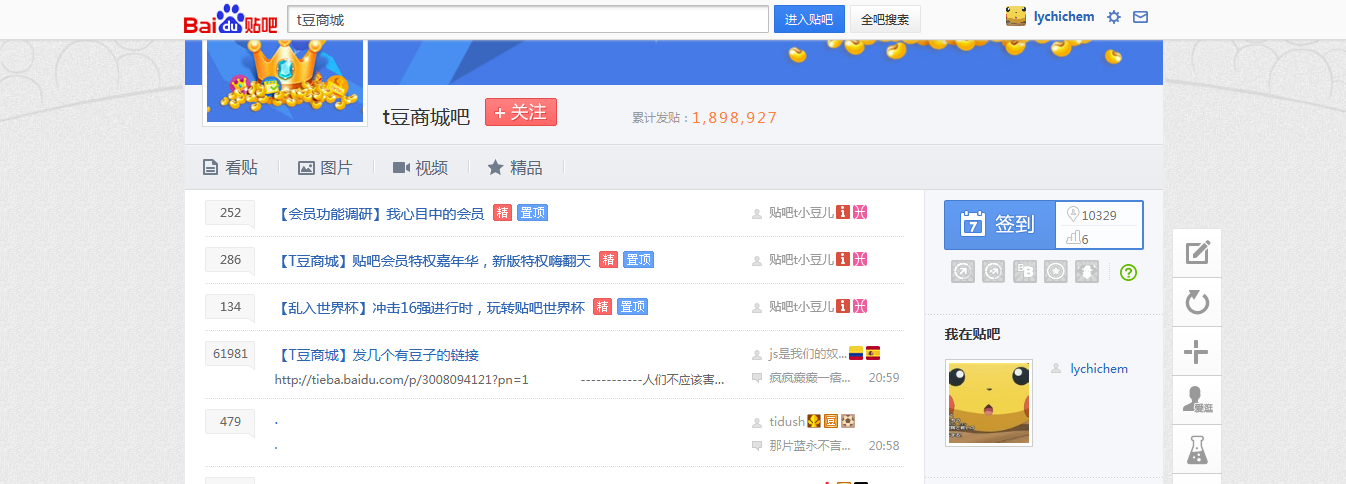 Bai du 贴吧
t豆商城
进入贴吧
全吧搜索
lychichem
t豆商城吧
+ 关注
累计发贴：1,898,927
看贴 图片 视频 精品
252 【会员功能调研】我心目中的会员 精 置顶 贴吧t小豆儿
286 【T豆商城】贴吧会员特权嘉年华，新版特权嗨翻天 精 置顶 贴吧t小豆儿
134 【乱入世界杯】冲击16强进行时，玩转贴吧世界杯 精 置顶 贴吧t小豆儿
61981 【T豆商城】发几个有豆子的链接 js是我们的奴...
http://tieba.baidu.com/p/3008094121?pn=1 ------------人们不应该害... 疯疯癫癫一痞... 20:59
479 . tidush 豆
. 那片蓝永不言... 20:58
7 签到 10329
6
我在贴吧
lychichem
爱逛